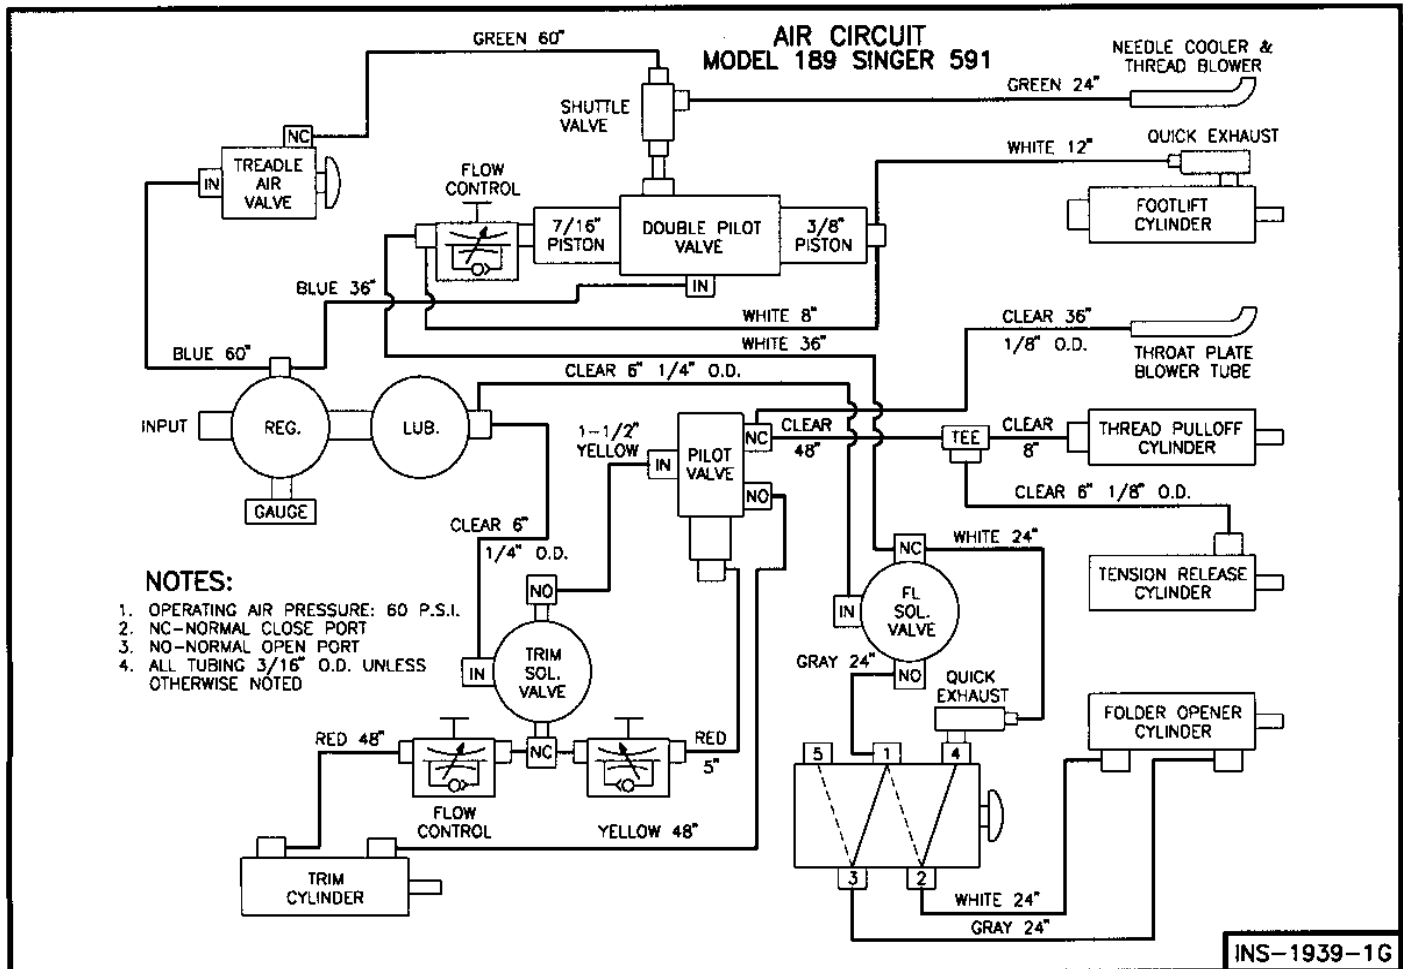 AIR CIRCUIT
MODEL 189 SINGER 591
GREEN 60"
NEEDLE COOLER &
THREAD BLOWER
GREEN 24"
SHUTTLE
VALVE
NC
TREADLE
AIR
VALVE
IN
FLOW
CONTROL
WHITE 12"
QUICK EXHAUST
FOOTLIFT
CYLINDER
7/16"
PISTON
DOUBLE PILOT
VALVE
3/8"
PISTON
IN
BLUE 36"
WHITE 8"
WHITE 36"
CLEAR 36"
1/8" O.D.
THROAT PLATE
BLOWER TUBE
BLUE 60"
CLEAR 6" 1/4" O.D.
INPUT
REG.
LUB.
GAUGE
1-1/2"
YELLOW
IN
PILOT
VALVE
NC
NO
CLEAR
48"
TEE
CLEAR
8"
THREAD PULLOFF
CYLINDER
CLEAR 6" 1/8" O.D.
CLEAR 6"
1/4" O.D.
WHITE 24"
TENSION RELEASE
CYLINDER
NOTES:
1. OPERATING AIR PRESSURE: 60 P.S.I.
2. NC-NORMAL CLOSE PORT
3. NO-NORMAL OPEN PORT
4. ALL TUBING 3/16" O.D. UNLESS
OTHERWISE NOTED
NO
TRIM
SOL.
VALVE
IN
NC
NC
FL
SOL.
VALVE
IN
NO
GRAY 24"
QUICK
EXHAUST
FOLDER OPENER
CYLINDER
RED 48"
RED
5"
FLOW
CONTROL
YELLOW 48"
TRIM
CYLINDER
5
1
4
3
2
WHITE 24"
GRAY 24"
INS-1939-1G